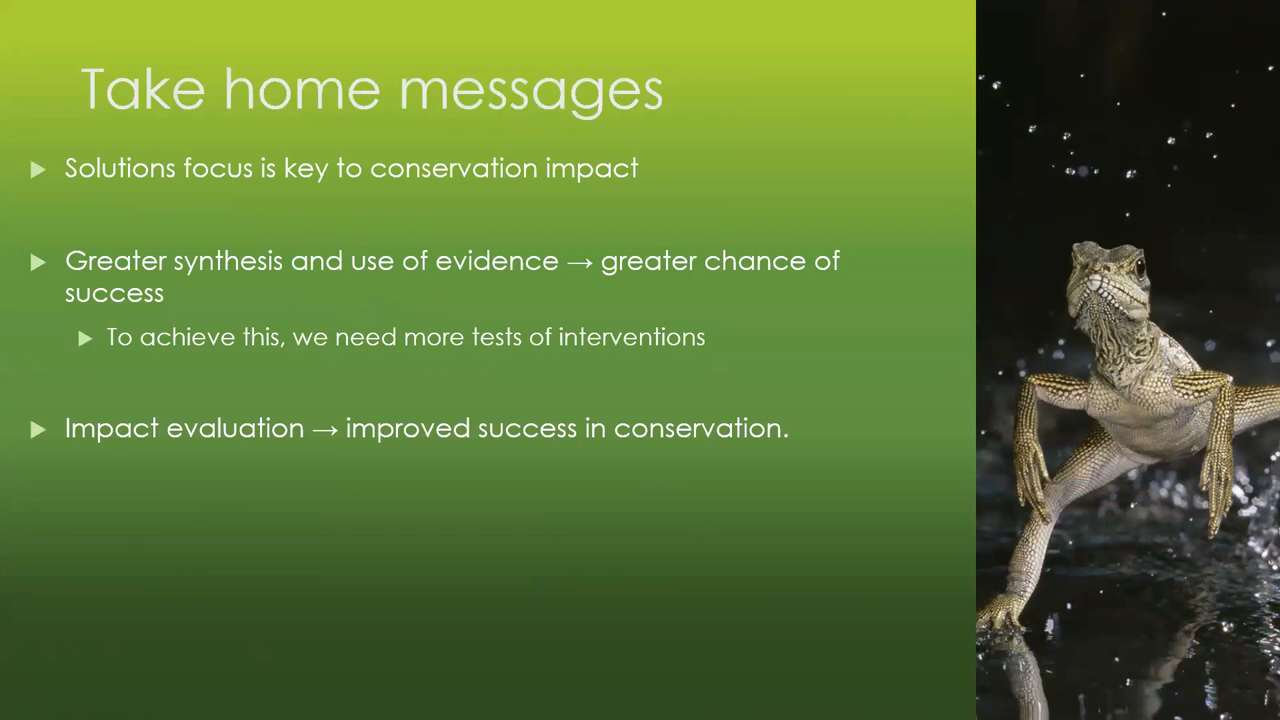 Take home messages
Solutions focus is key to conservation impact
Greater synthesis and use of evidence → greater chance of
success
To achieve this, we need more tests of interventions
Impact evaluation → improved success in conservation.